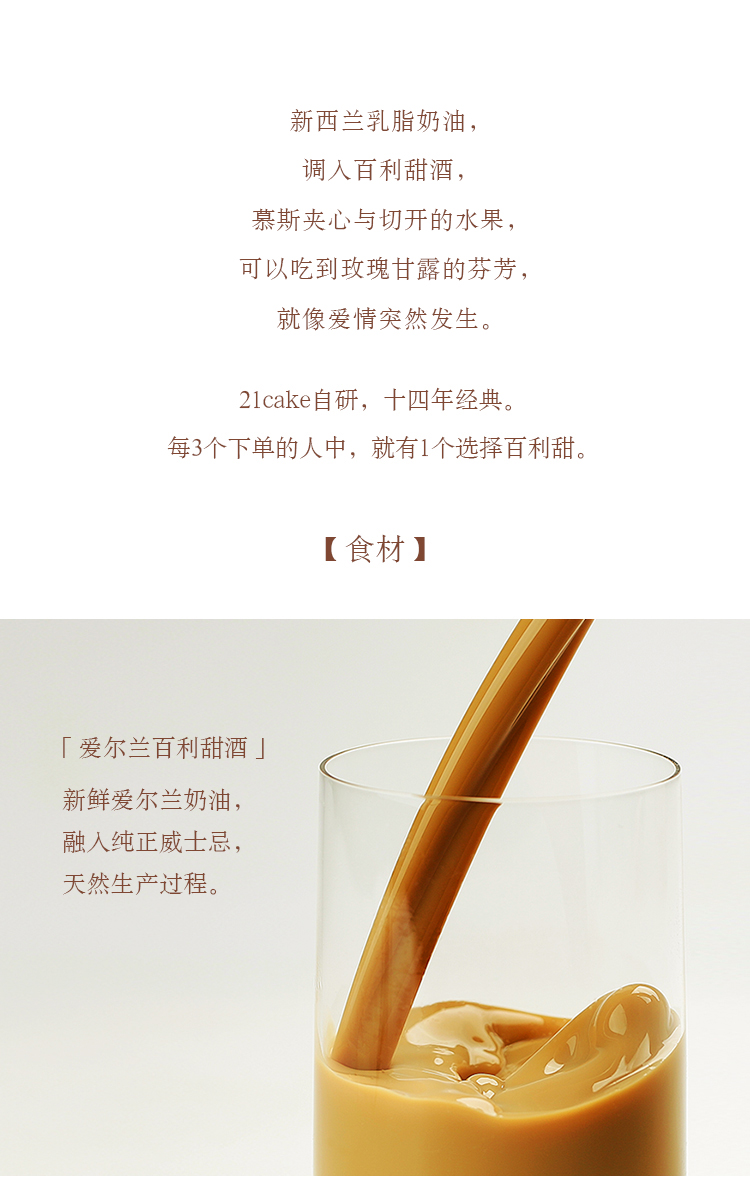 新西兰乳脂奶油，
调入百利甜酒，
慕斯夹心与切开的水果，
可以吃到玫瑰甘露的芬芳，
就像爱情突然发生。
21cake自研，十四年经典。
每3个下单的人中，就有1个选择百利甜。
【食材】
「爱尔兰百利甜酒」
新鲜爱尔兰奶油，
融入纯正威士忌，
天然生产过程。